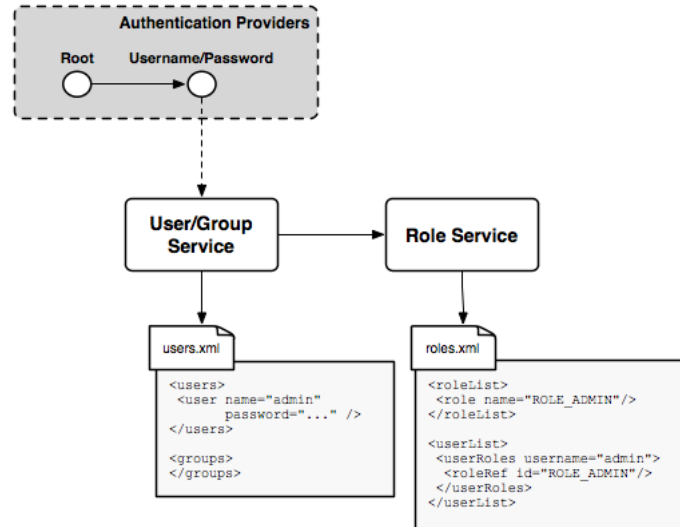 Authentication Providers
Root
Username/Password
User/Group
Service
Role Service
users.xml
<users>
 <user name="admin"
       password="..." />
</users>

<groups>
</groups>
roles.xml
<roleList>
 <role name="ROLE_ADMIN"/>
</roleList>

<userList>
 <userRoles username="admin">
  <roleRef id="ROLE_ADMIN"/>
 </userRoles>
</userList>